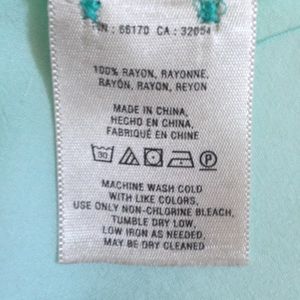 RN : 66170 CA : 32054
100% RAYON, RAYONNE,
RAYÓN, RAYON, REYON
MADE IN CHINA,
HECHO EN CHINA,
FABRIQUÉ EN CHINE
30 P
MACHINE WASH COLD
WITH LIKE COLORS,
USE ONLY NON-CHLORINE BLEACH,
TUMBLE DRY LOW,
LOW IRON AS NEEDED,
MAY BE DRY CLEANED